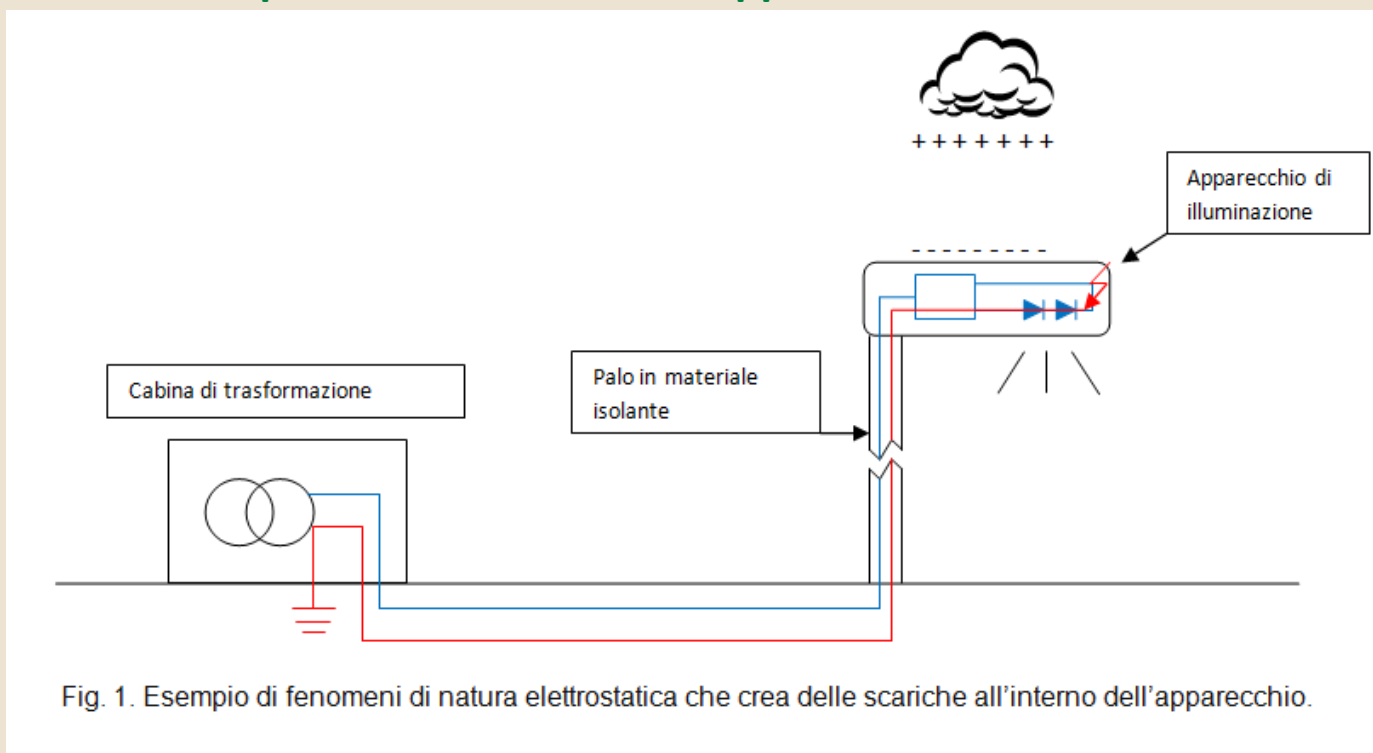 + + + + + + +
Apparecchio di
illuminazione
- - - - - - - - -
Palo in materiale
isolante
Cabina di trasformazione
Fig. 1. Esempio di fenomeni di natura elettrostatica che crea delle scariche all'interno dell'apparecchio.